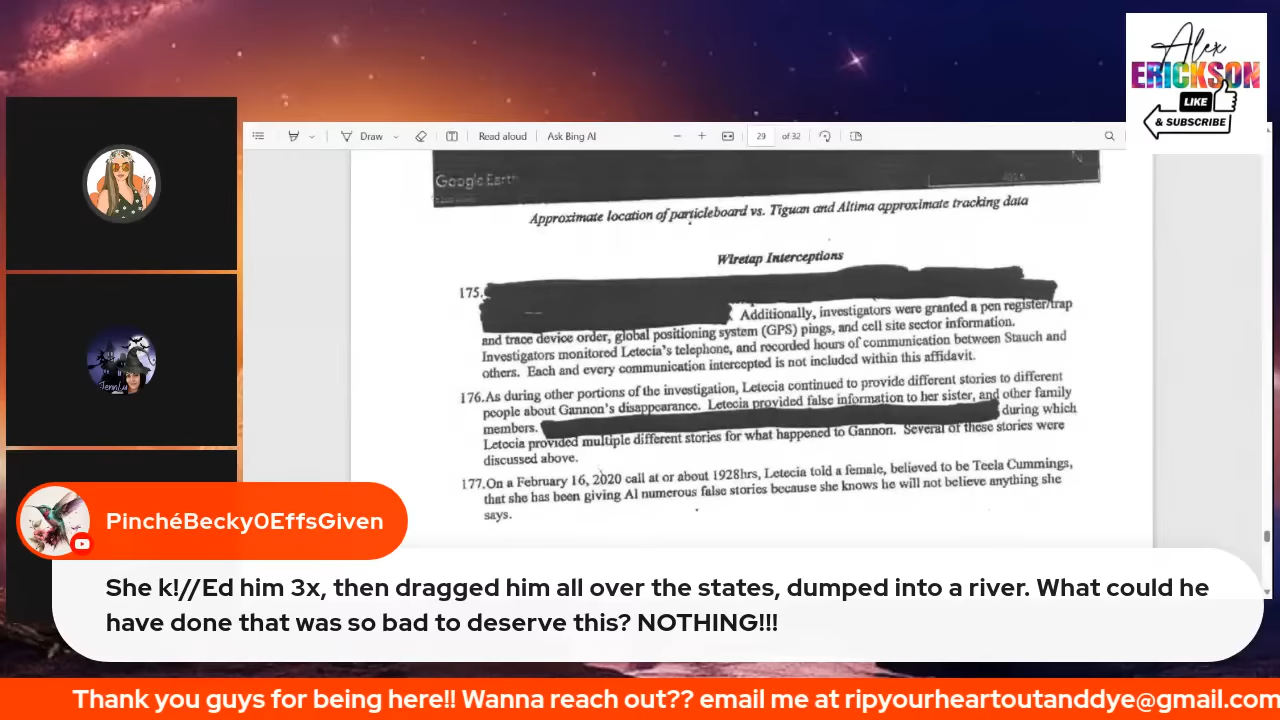 Alex
ERICKSON
LIKE
& SUBSCRIBE
Draw
Read aloud
Ask Bing AI
29
of 32
Google Earth
Approximate location of particleboard vs. Tiguan and Altima approximate tracking data
Wiretap Interceptions
175.
Additionally, investigators were granted a pen register/trap
and trace device order, global positioning system (GPS) pings, and cell site sector information.
Investigators monitored Letecia's telephone, and recorded hours of communication between Stauch and
others. Each and every communication intercepted is not included within this affidavit.
176.As during other portions of the investigation, Letecia continued to provide different stories to different
people about Gannon's disappearance. Letecia provided false information to her sister, and other family
members.
during which
Letecia provided multiple different stories for what happened to Gannon. Several of these stories were
discussed above.
177.On a February 16, 2020 call at or about 1928hrs, Letecia told a female, believed to be Teela Cummings,
that she has been giving Al numerous false stories because she knows he will not believe anything she
says.
PinchéBecky0EffsGiven
She k!//Ed him 3x, then dragged him all over the states, dumped into a river. What could he
have done that was so bad to deserve this? NOTHING!!!
Thank you guys for being here!! Wanna reach out?? email me at ripyourheartoutanddye@gmail.com